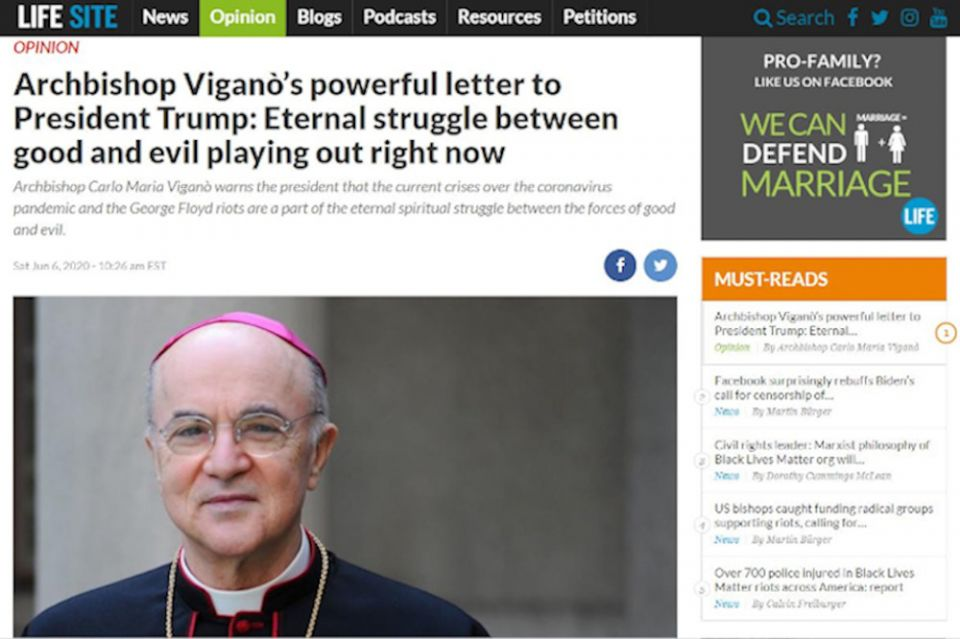 LIFE SITE News Opinion Blogs Podcasts Resources Petitions Search
OPINION
Archbishop Viganò's powerful letter to
President Trump: Eternal struggle between
good and evil playing out right now
Archbishop Carlo Maria Viganò warns the president that the current crises over the coronavirus
pandemic and the George Floyd riots are a part of the eternal spiritual struggle between the forces of good
and evil.
Sat Jun 6, 2020 - 10:26 am EST
PRO-FAMILY?
LIKE US ON FACEBOOK
MARRIAGE =
WE CAN
DEFEND
MARRIAGE
LIFE
MUST-READS
Archbishop Viganò's powerful letter to
President Trump: Eternal...
Opinion By Archbishop Carlo Maria Viganò
1
Facebook surprisingly rebuffs Biden's
call for censorship of...
News By Martin Bürger
2
Civil rights leader: Marxist philosophy of
Black Lives Matter org will...
News By Dorothy Cummings McLean
3
US bishops caught funding radical groups
supporting riots, calling for...
News By Martin Bürger
4
Over 700 police injured in Black Lives
Matter riots across America: report
News By Calvin Freiburger
5